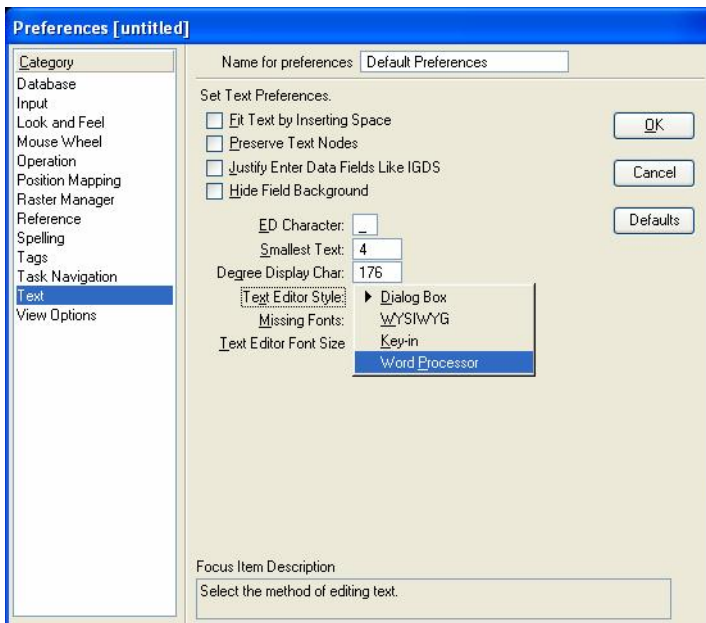 Preferences [untitled]
Category
Database
Input
Look and Feel
Mouse Wheel
Operation
Position Mapping
Raster Manager
Reference
Spelling
Tags
Task Navigation
Text
View Options
Name for preferences Default Preferences
Set Text Preferences.
Fit Text by Inserting Space
Preserve Text Nodes
Justify Enter Data Fields Like IGDS
Hide Field Background
ED Character: _
Smallest Text: 4
Degree Display Char: 176
Text Editor Style:
Missing Fonts:
Text Editor Font Size
Dialog Box
WYSIWYG
Key-in
Word Processor
OK
Cancel
Defaults
Focus Item Description
Select the method of editing text.